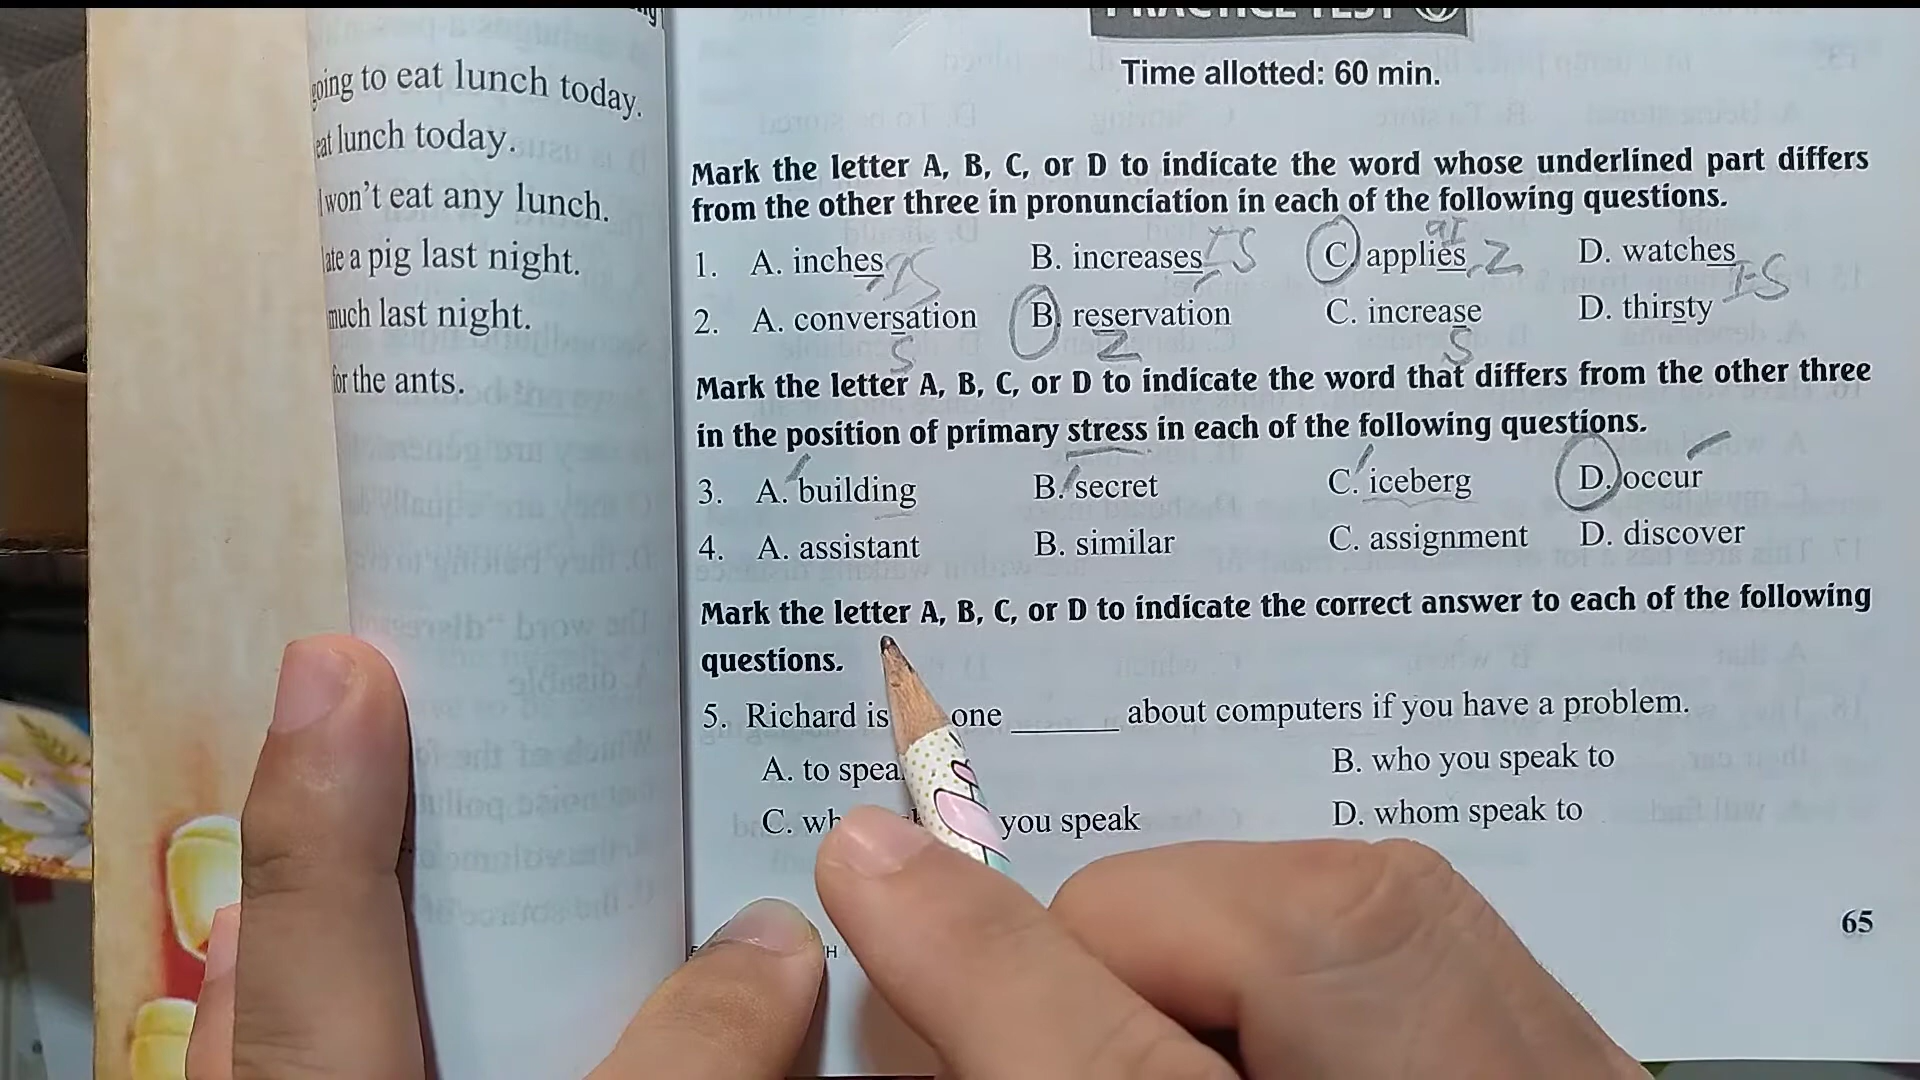 going to eat lunch today.
eat lunch today.
I won't eat any lunch.
ate a pig last night.
much last night.
for the ants.
PRACTICE TEST
Time allotted: 60 min.
Mark the letter A, B, C, or D to indicate the word whose underlined part differs
from the other three in pronunciation in each of the following questions.
1. A. inches B. increases C. applies D. watches
2. A. conversation B. reservation C. increase D. thirsty
Mark the letter A, B, C, or D to indicate the word that differs from the other three
in the position of primary stress in each of the following questions.
3. A. building B. secret C. iceberg D. occur
4. A. assistant B. similar C. assignment D. discover
Mark the letter A, B, C, or D to indicate the correct answer to each of the following
questions.
5. Richard is one ______ about computers if you have a problem.
A. to B. who you speak to
C. you speak D. whom speak to
65